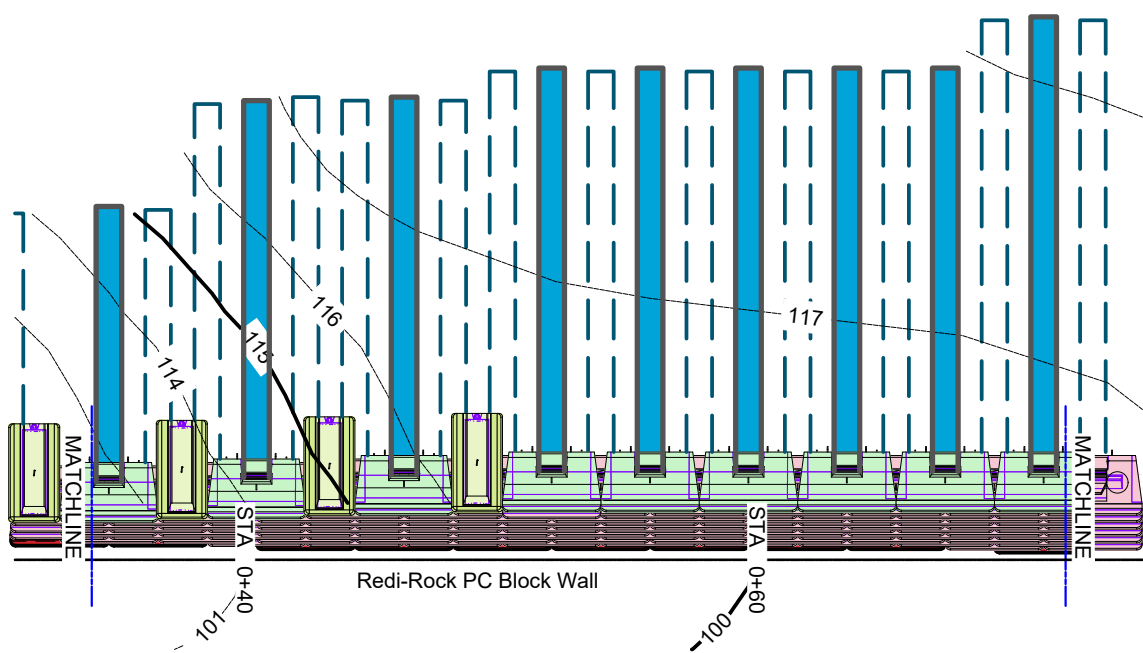 117
116
115
114
MATCHLINE
MATCHLINE
STA 0+40
STA 0+60
Redi-Rock PC Block Wall
101
100